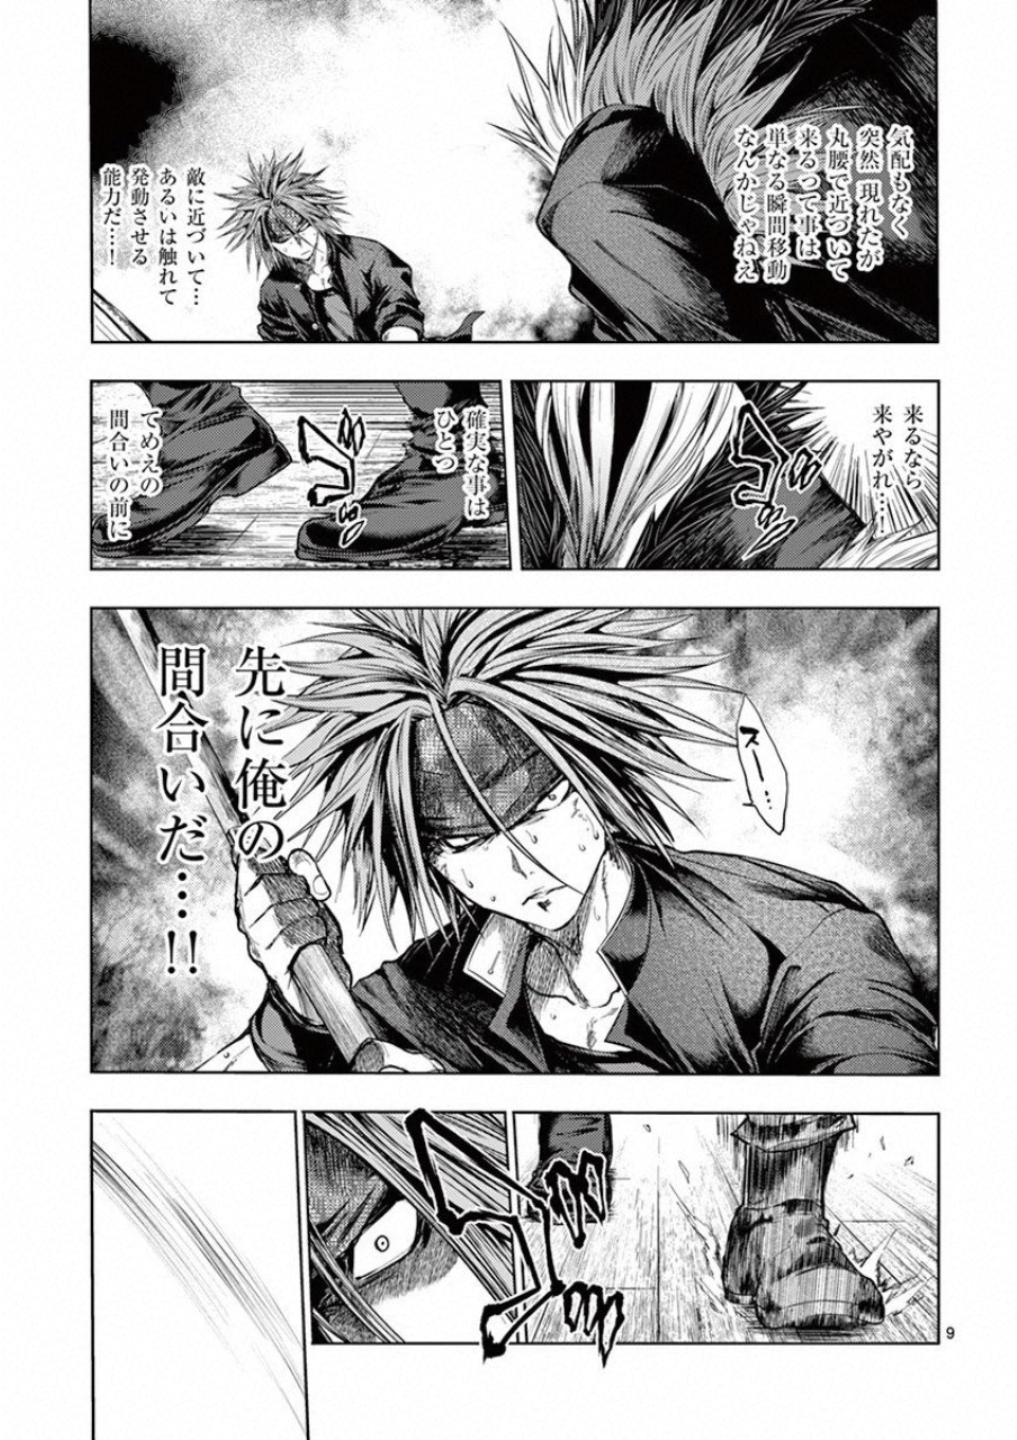 気配もなく
突然 現れたが
丸腰で近づいて
来るって事は
単なる瞬間移動
なんかじゃねえ
敵に近づいて…
あるいは触れて
発動させる
能力だ…!
来るなら
来やがれ…!
確実な事は
ひとつ
てめえの
間合いの前に
スー…
先に俺の
間合いだ…!!
9